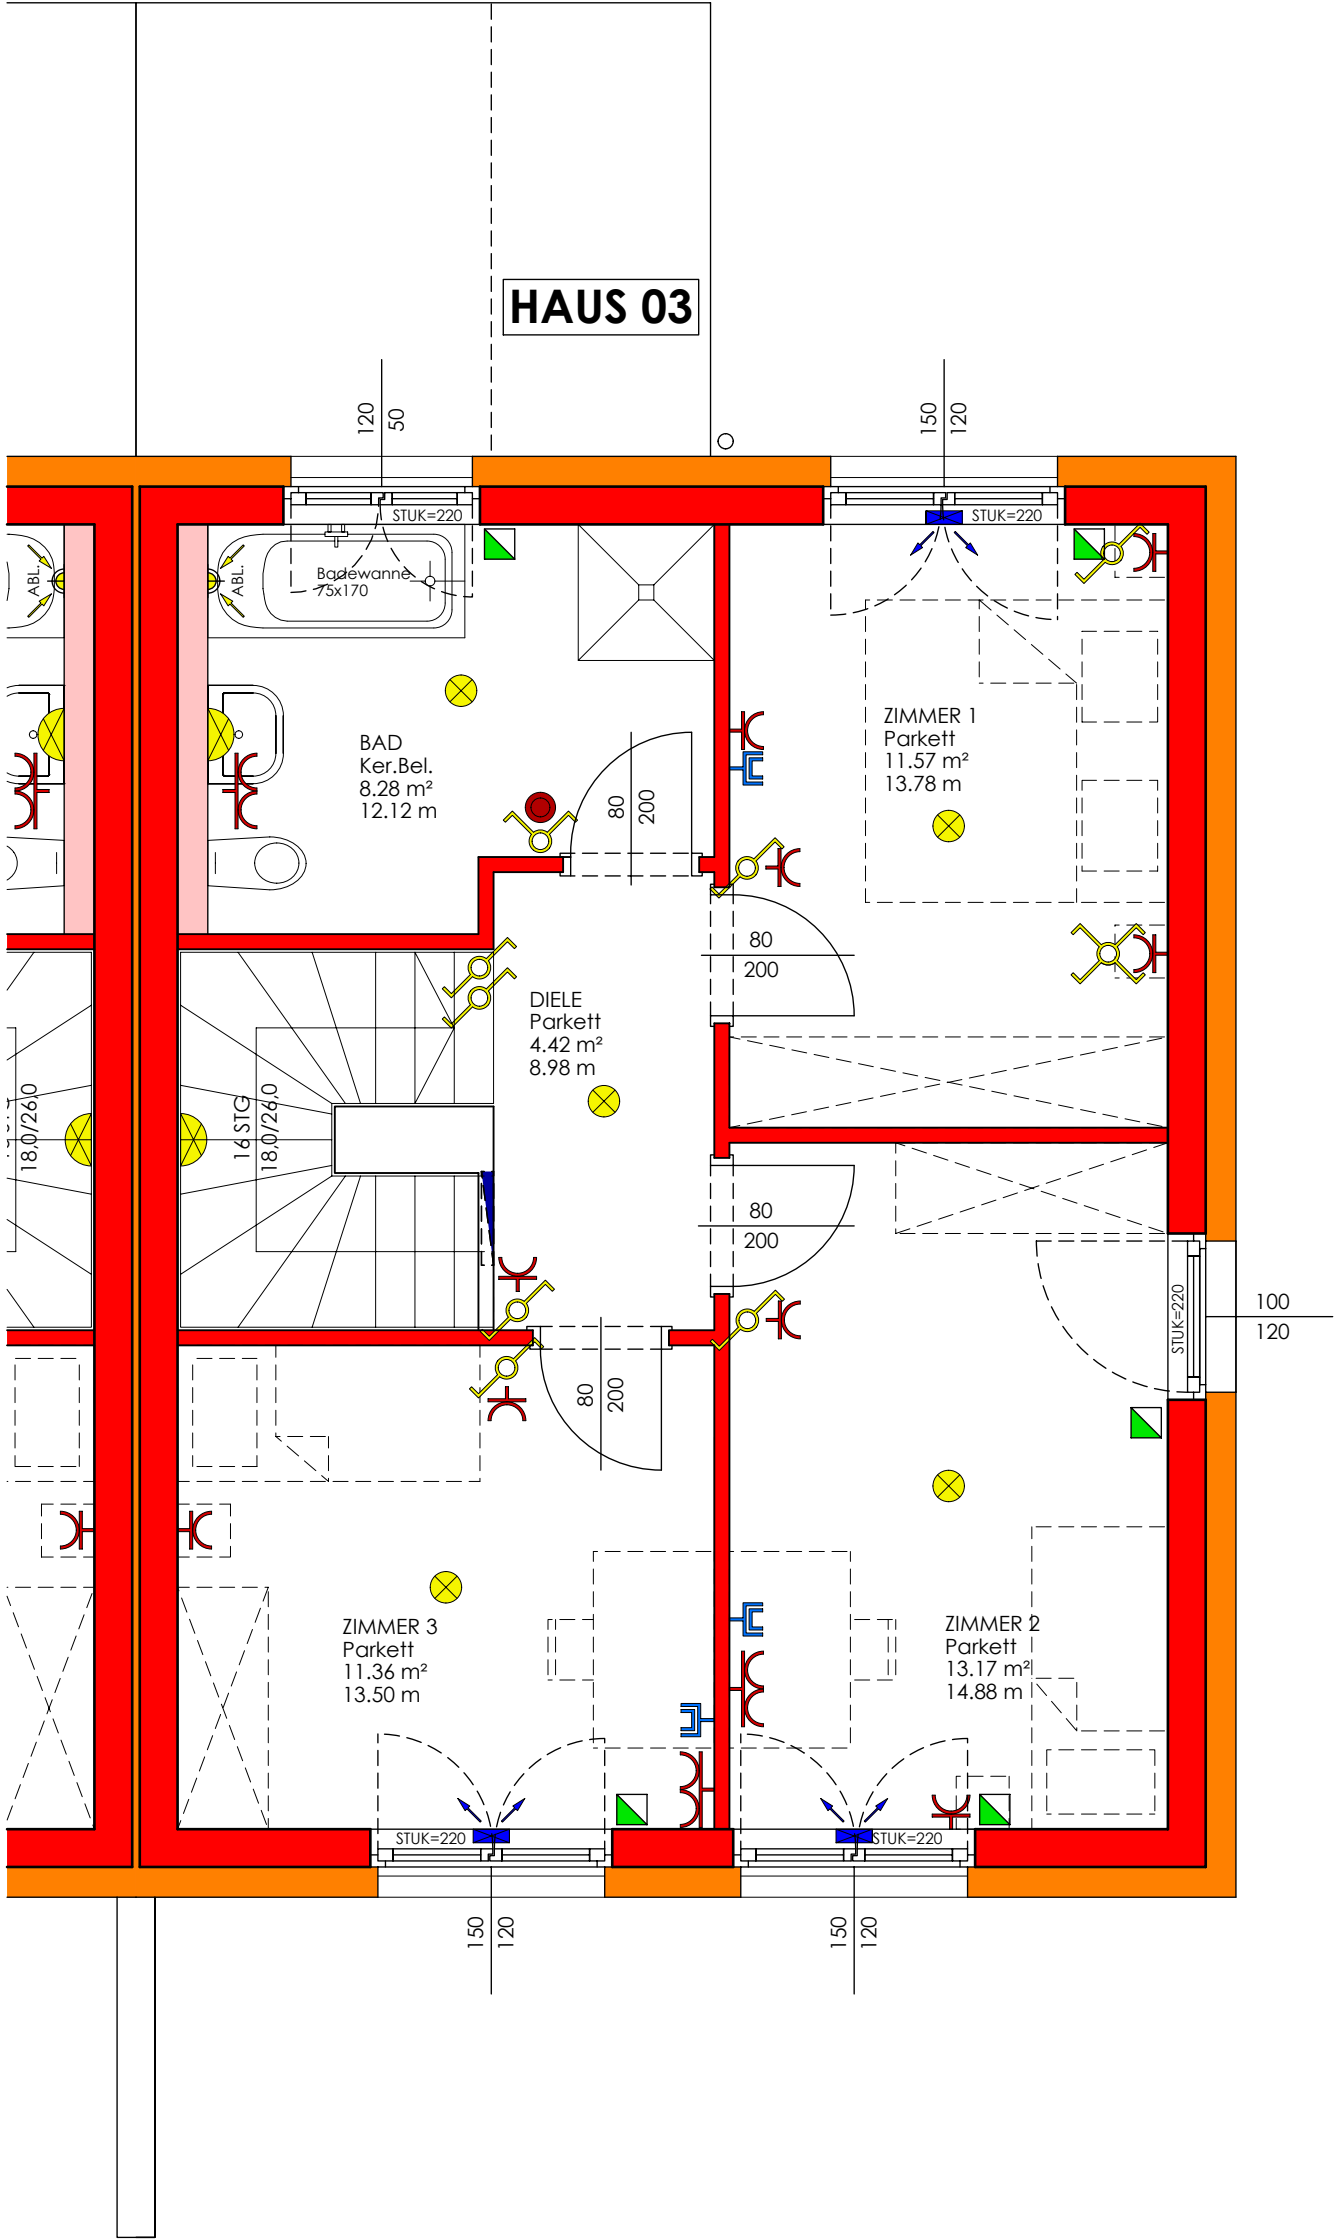 HAUS 03
120
50
150
120
STUK=220
STUK=220
ABL.
ABL.
Badewanne
75x170
BAD
Ker.Bel.
8.28 m²
12.12 m
80
200
ZIMMER 1
Parkett
11.57 m²
13.78 m
80
200
DIELE
Parkett
4.42 m²
8.98 m
18,0/26,0
16 STG
18,0/26,0
80
200
STUK=220
100
120
80
200
ZIMMER 3
Parkett
11.36 m²
13.50 m
ZIMMER 2
Parkett
13.17 m²
14.88 m
STUK=220
STUK=220
150
120
150
120